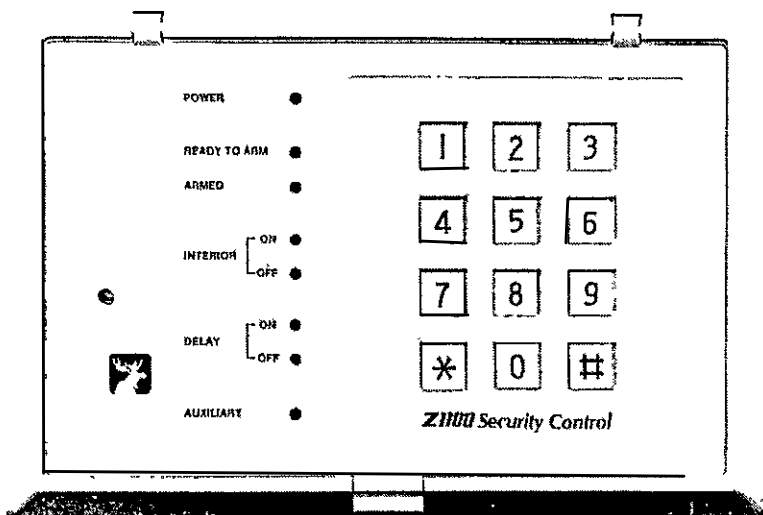 POWER
READY TO ARM
ARMED
INTERIOR
ON
OFF
DELAY
ON
OFF
AUXILIARY
1 2 3
4 5 6
7 8 9
* 0 #
Z1100 Security Control